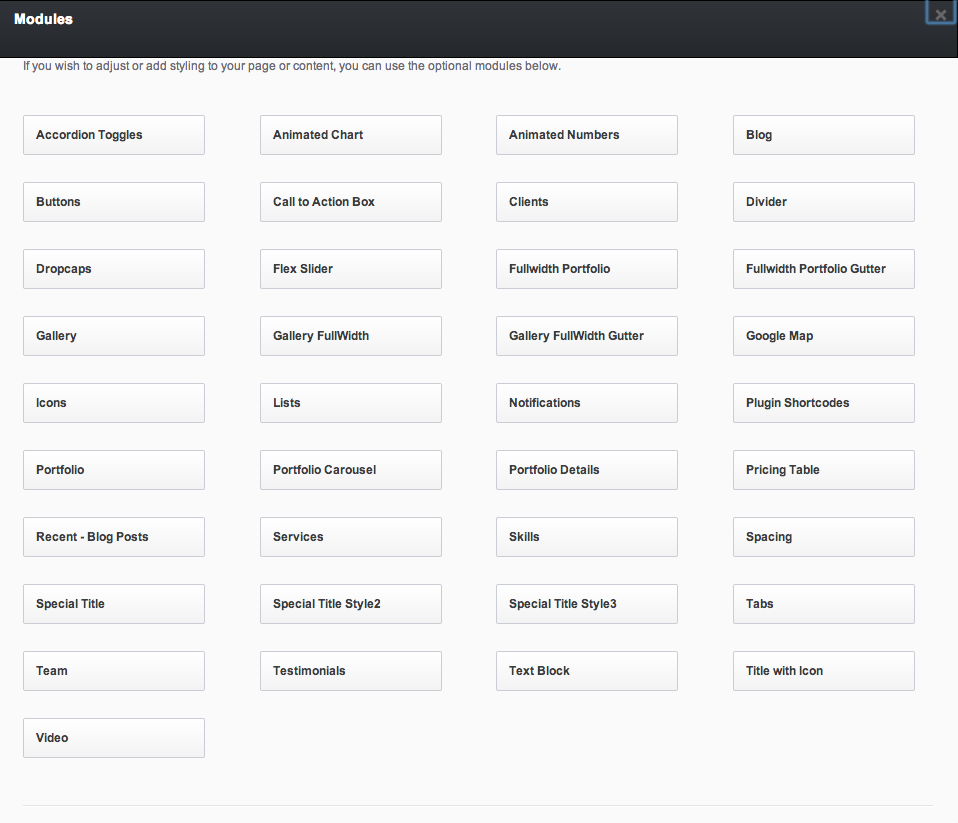 Modules
If you wish to adjust or add styling to your page or content, you can use the optional modules below.
Accordion Toggles
Animated Chart
Animated Numbers
Blog
Buttons
Call to Action Box
Clients
Divider
Dropcaps
Flex Slider
Fullwidth Portfolio
Fullwidth Portfolio Gutter
Gallery
Gallery FullWidth
Gallery FullWidth Gutter
Google Map
Icons
Lists
Notifications
Plugin Shortcodes
Portfolio
Portfolio Carousel
Portfolio Details
Pricing Table
Recent - Blog Posts
Services
Skills
Spacing
Special Title
Special Title Style2
Special Title Style3
Tabs
Team
Testimonials
Text Block
Title with Icon
Video